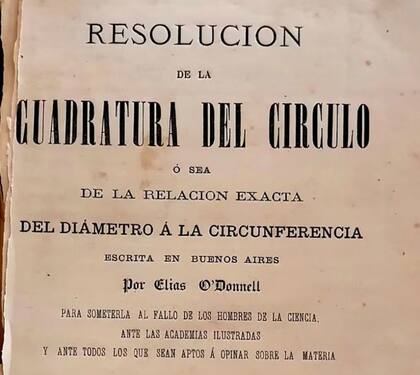 RESOLUCION
DE LA
CUADRATURA DEL CIRCULO
Ó SEA
DE LA RELACION EXACTA
DEL DIÁMETRO Á LA CIRCUNFERENCIA
ESCRITA EN BUENOS AIRES
Por Elias O'Donnell
PARA SOMETERLA AL FALLO DE LOS HOMBRES DE LA CIENCIA,
ANTE LAS ACADEMIAS ILUSTRADAS
Y ANTE TODOS LOS QUE SEAN APTOS Á OPINAR SOBRE LA MATERIA